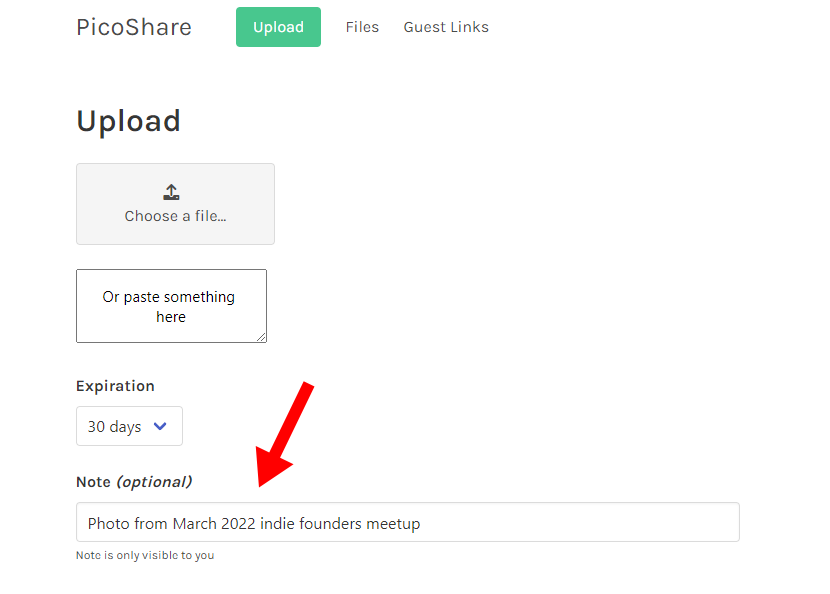 PicoShare Upload Files Guest Links
Upload
Choose a file...
Or paste something
here
Expiration
30 days
Note (optional)
Photo from March 2022 indie founders meetup
Note is only visible to you